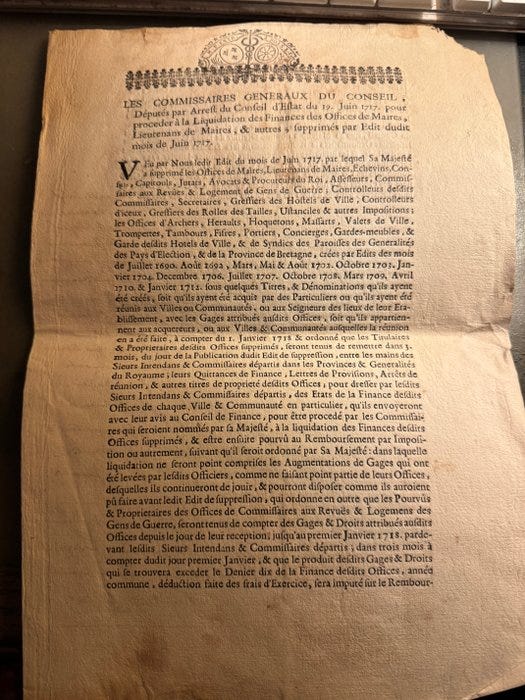 LES COMMISSAIRES GENERAUX DU CONSEIL,
Députés par Arrest du Conseil d'Estat du 19. Juin 1717. pour
proceder à la Liquidation des Finances des Offices de Maires,
Lieutenans de Maires, & autres, supprimés par Edit dudit
mois de Juin 1717.
VEu par Nous ledit Edit du mois de Juin 1717. par lequel Sa Majesté
a supprimé les Offices de Maires, Lieutenans de Maires, Echevins, Con-
suls, Capitouls, Jurats, Avocats & Procureurs du Roi, Assesseurs, Commis-
saires aux Revûës & Logement de Gens de Guerre; Controlleurs desdits
Commissaires, Secretaires, Greffiers des Hôstels de Ville, Controlleurs
d'iceux, Greffiers des Rolles des Tailles, Ustanciles & autres Impositions;
les Offices d'Archers, Heraults, Hoquetons, Massarts, Valets de Ville,
Trompettes, Tambours, Fifres, Portiers, Concierges, Gardes-meubles, &
Garde desdits Hotels de Ville, & de Syndics des Paroisses des Generalités
des Pays d'Election, & de la Province de Bretagne, crées par Edits des mois
de Juillet 1690. Août 1692, Mars, Mai & Août 1702. Octobre 1703. Jan-
vier 1704. Decembre 1706. Juillet 1707. Octobre 1708. Mars 1709. Avril
1710. & Janvier 1712. sous quelques Titres, & Dénominations qu'ils ayent
été créés, soit qu'ils ayent été acquis par des Particuliers ou qu'ils ayent été
réunis aux Villes ou Communautés, ou aux Seigneurs des lieux de leur Eta-
blissement, avec les Gages attribués ausdits Offices, soit qu'ils appartien-
nent aux acquereurs, ou aux Villes & Communautés ausquelles la réunion
en a été faite, à compter du 1. Janvier 1718 & ordonné que les Titulaires
& Proprietaires desdits Offices supprimés, seront tenus de remettre dans 3.
mois, du jour de la Publication dudit Edit de suppression, entre les mains des
Sieurs Intendans & Commissaires départis dans les Provinces & Generalités
du Royaume; leurs Quittances de Finance, Lettres de Provisions, Arrêts de
réunion, & autres titres de proprieté desdits Offices, pour dresser par lesdits
Sieurs Intendans & Commissaires départis, des Etats de la Finance desdits
Offices de chaque Ville & Communauté en particulier, qu'ils envoyeront
avec leur avis au Conseil de Finance, pour être procedé par les Commissai-
res qui seroient nommés par sa Majesté, à la liquidation des Finances desdits
Offices supprimés, & estre ensuite pourvû au Remboursement par Imposi-
tion ou autrement, suivant qu'il seroit ordonné par Sa Majesté: dans laquelle
liquidation ne seront point comprises les Augmentations de Gages qui ont
été levées par lesdits Officiers, comme ne faisant point partie de leurs Offices,
desquelles ils continueront de jouir, & pourront disposer comme ils auroient
pû faire avant ledit Edit de suppression, qui ordonne en outre que les Pourvûs
& Proprietaires des Offices de Commissaires aux Revuës & Logemens des
Gens de Guerre, seront tenus de compter des Gages & Droits attribués ausdits
Offices depuis le jour de leur reception; jusqu'au premier Janvier 1718. parde-
vant lesdits Sieurs Intendans & Commissaires départis; dans trois mois à
compter dudit jour premier Janvier, & que le produit desdits Gages & Droits
qui se trouvera exceder le Denier dix de la Finance desdits Offices, année
commune, déduction faite des frais d'Exercice, sera imputé sur le Rembour-